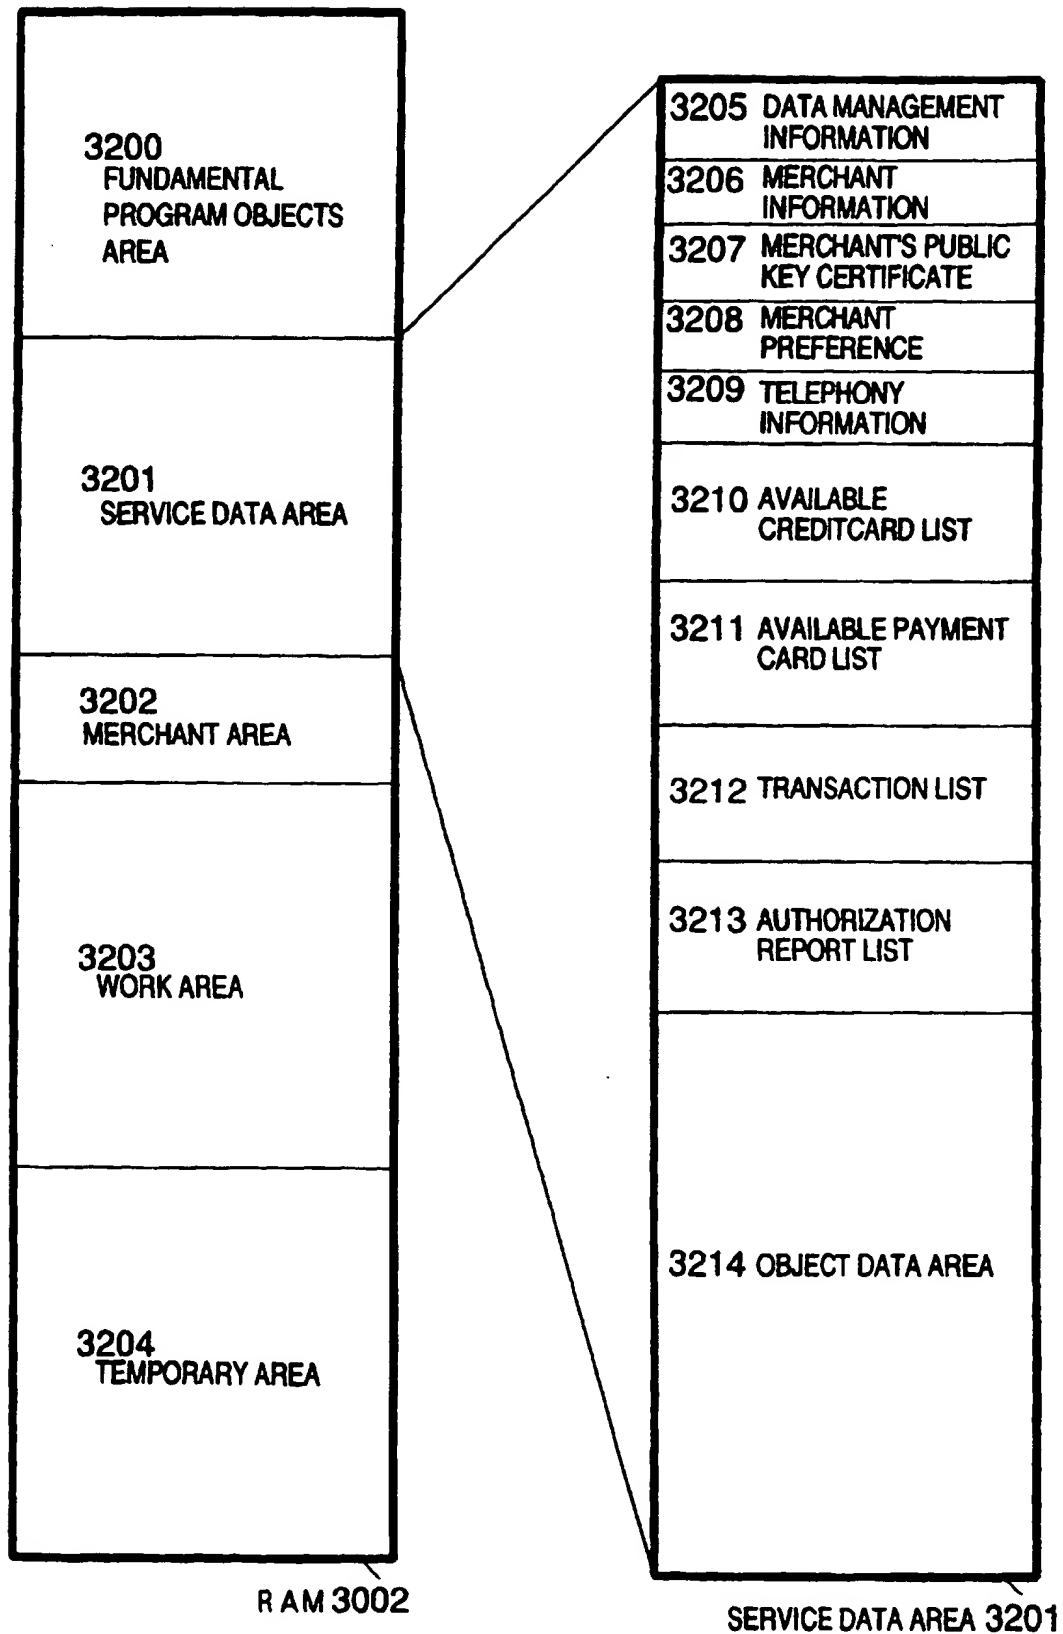 3200
FUNDAMENTAL
PROGRAM OBJECTS
AREA
3201
SERVICE DATA AREA
3202
MERCHANT AREA
3203
WORK AREA
3204
TEMPORARY AREA
RAM 3002
3205 DATA MANAGEMENT
INFORMATION
3206 MERCHANT
INFORMATION
3207 MERCHANT'S PUBLIC
KEY CERTIFICATE
3208 MERCHANT
PREFERENCE
3209 TELEPHONY
INFORMATION
3210 AVAILABLE
CREDITCARD LIST
3211 AVAILABLE PAYMENT
CARD LIST
3212 TRANSACTION LIST
3213 AUTHORIZATION
REPORT LIST
3214 OBJECT DATA AREA
SERVICE DATA AREA 3201